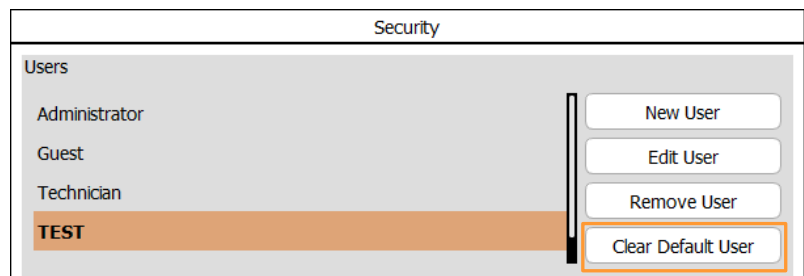 Security
Users
Administrator
Guest
Technician
TEST
New User
Edit User
Remove User
Clear Default User